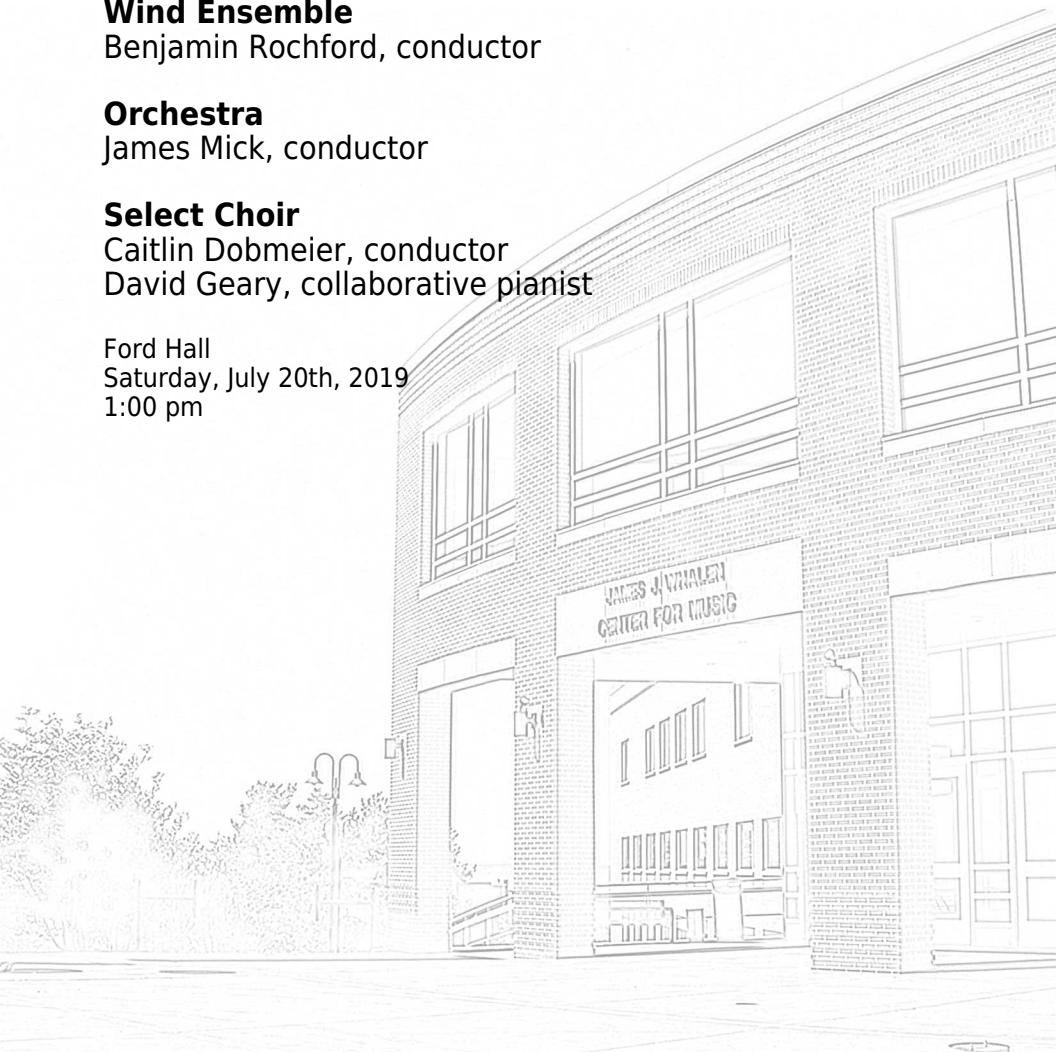 Wind Ensemble
Benjamin Rochford, conductor
Orchestra
James Mick, conductor
Select Choir
Caitlin Dobmeier, conductor
David Geary, collaborative pianist
Ford Hall
Saturday, July 20th, 2019
1:00 pm
JAMES J. WHALEN
CENTER FOR MUSIC